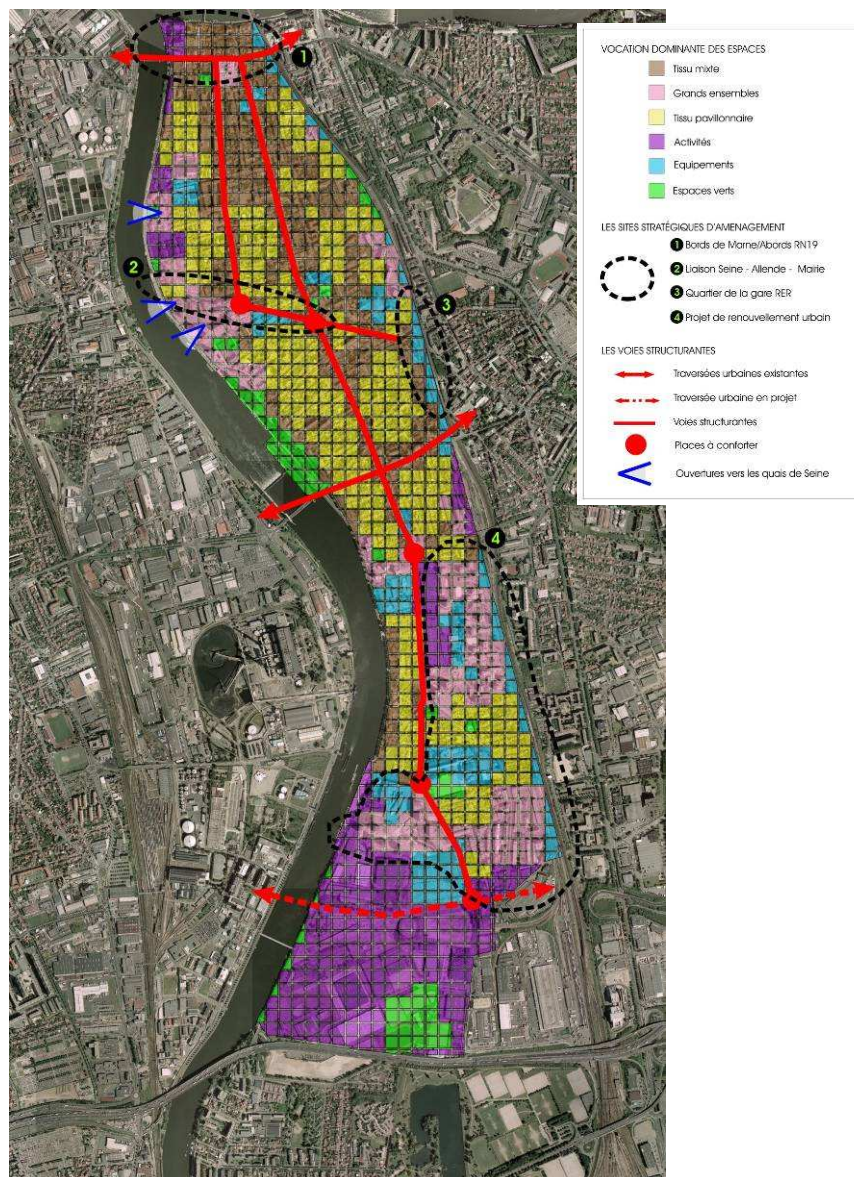 VOCATION DOMINANTE DES ESPACES
Tissu mixte
Grands ensembles
Tissu pavillonnaire
Activités
Equipements
Espaces verts
LES SITES STRATÉGIQUES D'AMENAGEMENT
1 Bords de Marne/Abords RN19
2 Liaison Seine - Allende - Mairie
3 Quartier de la gare RER
4 Projet de renouvellement urbain
LES VOIES STRUCTURANTES
Traversées urbaines existantes
Traversée urbaine en projet
Voies structurantes
Places à conforter
Ouvertures vers les quais de Seine
1
2
3
4